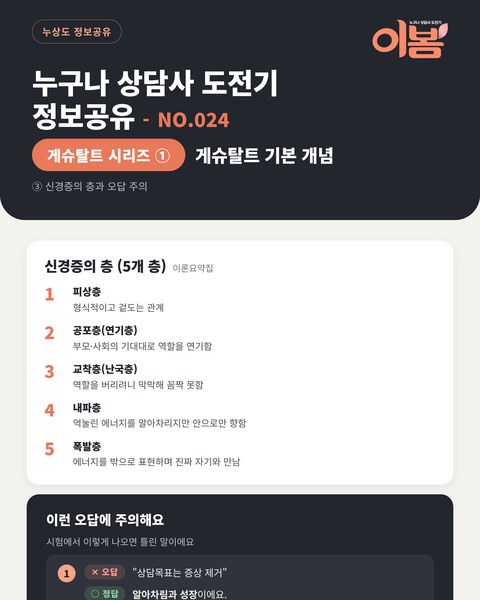 누상도 정보공유
누구나 상담사 도전기
이봄
누구나 상담사 도전기
정보공유 - NO.024
게슈탈트 시리즈 ① 게슈탈트 기본 개념
③ 신경증의 층과 오답 주의
신경증의 층 (5개 층) 이론요약집
1 피상층
형식적이고 겉도는 관계
2 공포층(연기층)
부모·사회의 기대대로 역할을 연기함
3 교착층(난국층)
역할을 버리려니 막막해 꼼짝 못함
4 내파층
억눌린 에너지를 알아차리지만 안으로만 향함
5 폭발층
에너지를 밖으로 표현하며 진짜 자기와 만남
이런 오답에 주의해요
시험에서 이렇게 나오면 틀린 말이에요
1 × 오답 "상담목표는 증상 제거"
○ 정답 알아차림과 성장이에요.